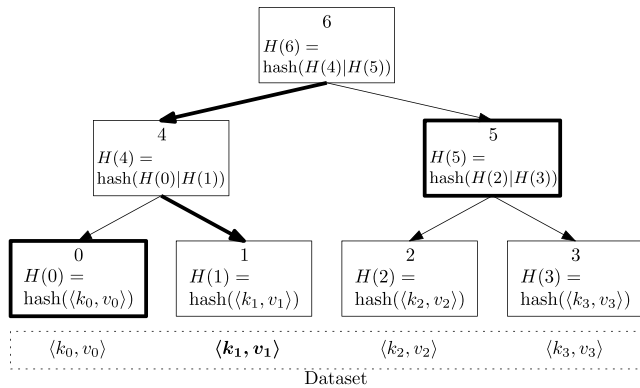 6
H(6) =
hash(H(4)|H(5))
4
H(4) =
hash(H(0)|H(1))
5
H(5) =
hash(H(2)|H(3))
0
H(0) =
hash(⟨k₀, v₀⟩)
1
H(1) =
hash(⟨k₁, v₁⟩)
2
H(2) =
hash(⟨k₂, v₂⟩)
3
H(3) =
hash(⟨k₃, v₃⟩)
⟨k₀, v₀⟩ ⟨k₁, v₁⟩ ⟨k₂, v₂⟩ ⟨k₃, v₃⟩
Dataset